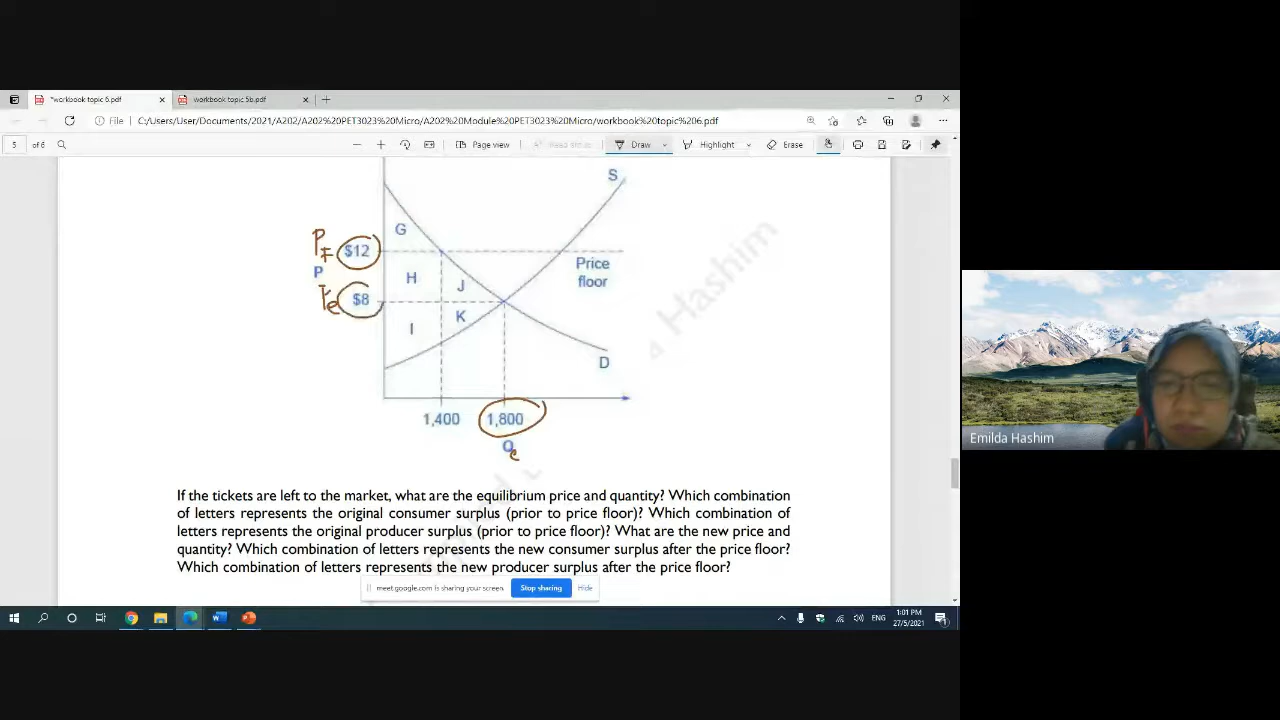 *workbook topic 6.pdf
workbook topic 5b.pdf
File
C:/Users/User/Documents/2021/A202/A202%20PET3023%20Micro/A202%20Module%20PET3023%20Micro/workbook%20topic%206.pdf
5 of 6
Page view
Read aloud
Draw
Highlight
Erase
S
G
PF $12
Price
floor
P
H
J
Pe $8
I
K
D
1,400
1,800
Qe
Hashim
If the tickets are left to the market, what are the equilibrium price and quantity? Which combination
of letters represents the original consumer surplus (prior to price floor)? Which combination of
letters represents the original producer surplus (prior to price floor)? What are the new price and
quantity? Which combination of letters represents the new consumer surplus after the price floor?
Which combination of letters represents the new producer surplus after the price floor?
meet.google.com is sharing your screen.
Stop sharing
Hide
ENG
1:01 PM
27/5/2021
Emilda Hashim